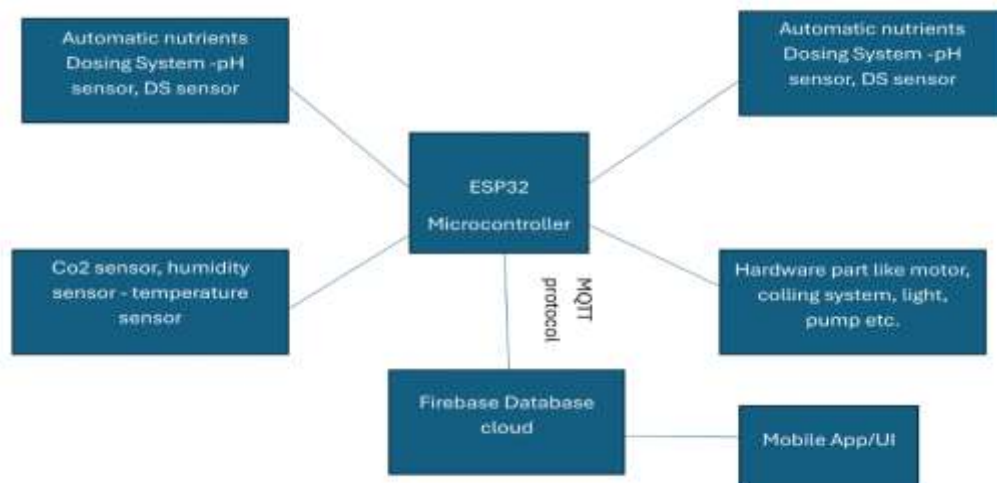 Automatic nutrients
Dosing System -pH
sensor, DS sensor
Automatic nutrients
Dosing System -pH
sensor, DS sensor
ESP32
Microcontroller
Co2 sensor, humidity
sensor - temperature
sensor
Hardware part like motor,
colling system, light,
pump etc.
MQTT
protocol
Firebase Database
cloud
Mobile App/UI